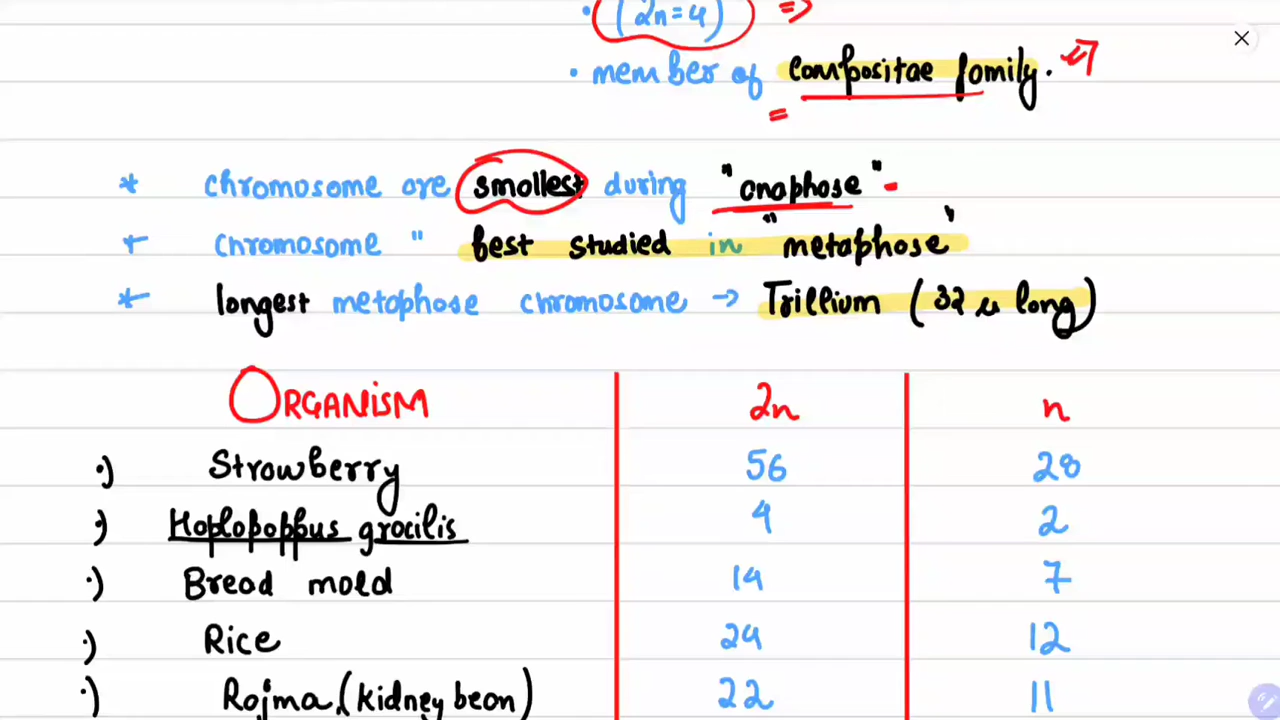 • (2n=4) ⇒
• member of compositae family.
* chromosome are smallest during "anaphase" -
* chromosome " best studied in "metaphase"
* longest metaphase chromosome → Trillium (32 μ long)
ORGANISM 2n n
•) Strawberry 56 28
•) Haplopappus gracilis 4 2
•) Bread mold 14 7
•) Rice 24 12
•) Rajma (kidney bean) 22 11